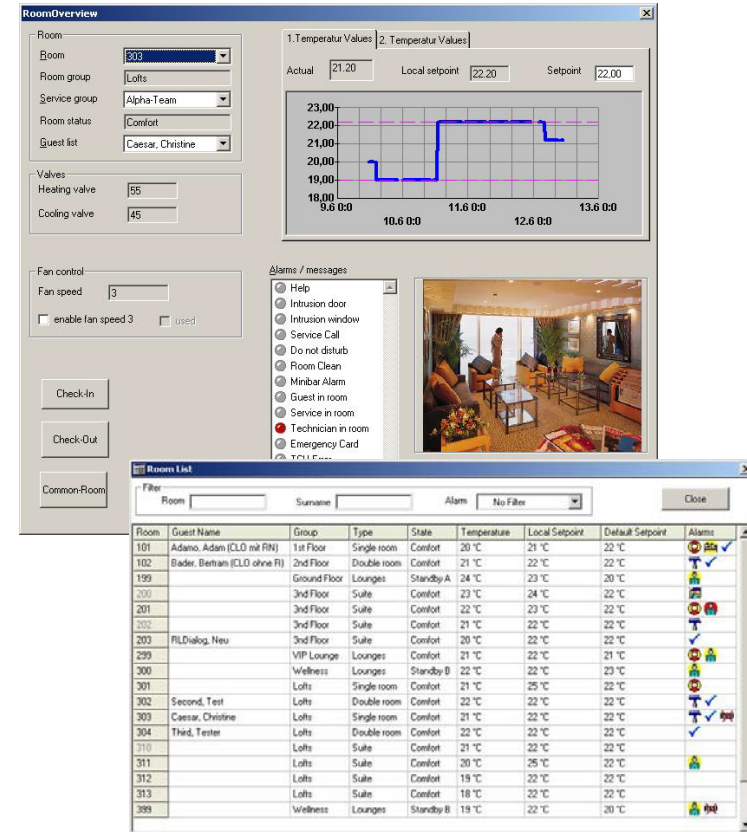 RoomOverview
Room
Room 303
Room group Lofts
Service group Alpha-Team
Room status Comfort
Guest list Caesar, Christine
Valves
Heating valve 55
Cooling valve 45
Fan control
Fan speed 3
enable fan speed 3 used
Check-In
Check-Out
Common-Room
1.Temperatur Values 2. Temperatur Values
Actual 21.20 Local setpoint 22.20 Setpoint 22,00
23,00
22,00
21,00
20,00
19,00
18,00
9.6 0:0 11.6 0:0 13.6 0:0
10.6 0:0 12.6 0:0
Alarms / messages
Help
Intrusion door
Intrusion window
Service Call
Do not disturb
Room Clean
Minibar Alarm
Guest in room
Service in room
Technician in room
Emergency Card
Room List
Filter
Room Surname Alarm No Filter Close
Room Guest Name Group Type State Temperature Local Setpoint Default Setpoint Alarms
101 Adamo, Adam (CLO mit RN) 1st Floor Single room Comfort 20 °C 21 °C 22 °C
102 Bader, Bertram (CLO ohne R) 2nd Floor Double room Comfort 21 °C 22 °C 22 °C
199 Ground Floor Lounges Standby A 24 °C 23 °C 20 °C
200 3nd Floor Suite Comfort 23 °C 24 °C 22 °C
201 3nd Floor Suite Comfort 22 °C 23 °C 22 °C
202 3nd Floor Suite Comfort 21 °C 22 °C 22 °C
203 RLDialog, Neu 3nd Floor Suite Comfort 20 °C 22 °C 22 °C
299 VIP Lounge Lounges Comfort 21 °C 22 °C 21 °C
300 Wellness Lounges Standby B 22 °C 22 °C 23 °C
301 Lofts Single room Comfort 21 °C 25 °C 22 °C
302 Second, Test Lofts Double room Comfort 22 °C 22 °C 22 °C
303 Caesar, Christine Lofts Single room Comfort 21 °C 22 °C 22 °C
304 Third, Tester Lofts Double room Comfort 22 °C 22 °C 22 °C
310 Lofts Suite Comfort 21 °C 22 °C 22 °C
311 Lofts Suite Comfort 20 °C 25 °C 22 °C
312 Lofts Suite Comfort 19 °C 22 °C 22 °C
313 Lofts Suite Comfort 18 °C 22 °C 22 °C
399 Wellness Lounges Standby B 19 °C 22 °C 20 °C